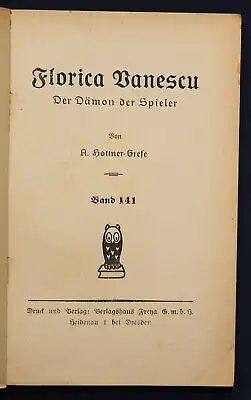 Florica Vanescu
Der Dämon der Spieler
Von
A. Hottner-Grefe
Band 141
Druck und Verlag: Verlagshaus Freya G. m. b. H.
Heidenau 1 bei Dresden